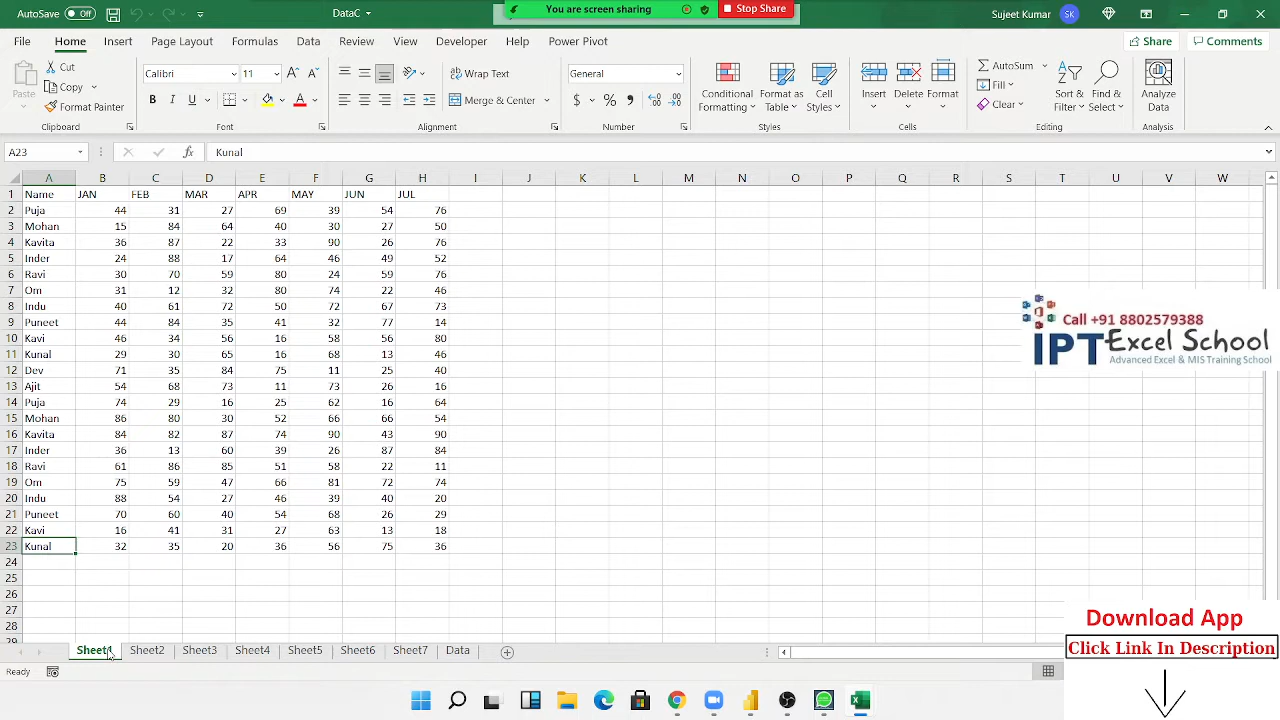 AutoSave Off DataC You are screen sharing Stop Share Sujeet Kumar SK
File Home Insert Page Layout Formulas Data Review View Developer Help Power Pivot Share Comments
Paste Cut Copy Format Painter Calibri 11 B I U A Wrap Text Merge & Center General $ % , Conditional Formatting Format as Table Cell Styles Insert Delete Format AutoSum Fill Clear Sort & Filter Find & Select Analyze Data
Clipboard Font Alignment Number Styles Cells Editing Analysis
A23 fx Kunal
A B C D E F G H I J K L M N O P Q R S T U V W
1 Name JAN FEB MAR APR MAY JUN JUL
2 Puja 44 31 27 69 39 54 76
3 Mohan 15 84 64 40 30 27 50
4 Kavita 36 87 22 33 90 26 76
5 Inder 24 88 17 64 46 49 52
6 Ravi 30 70 59 80 24 59 76
7 Om 31 12 32 80 74 22 46
8 Indu 40 61 72 50 72 67 73
9 Puneet 44 84 35 41 32 77 14
10 Kavi 46 34 56 16 58 56 80
11 Kunal 29 30 65 16 68 13 46
12 Dev 71 35 84 75 11 25 40
13 Ajit 54 68 73 11 73 26 16
14 Puja 74 29 16 25 62 16 64
15 Mohan 86 80 30 52 66 66 54
16 Kavita 84 82 87 74 90 43 90
17 Inder 36 13 60 39 26 87 84
18 Ravi 61 86 85 51 58 22 11
19 Om 75 59 47 66 81 72 74
20 Indu 88 54 27 46 39 40 20
21 Puneet 70 60 40 54 68 26 29
22 Kavi 16 41 31 27 63 13 18
23 Kunal 32 35 20 36 56 75 36
24
25
26
27
28
29
Call +91 8802579388
IPT Excel School
Advanced Excel & MIS Training School
Download App
Click Link In Description
Sheet1 Sheet2 Sheet3 Sheet4 Sheet5 Sheet6 Sheet7 Data
Ready